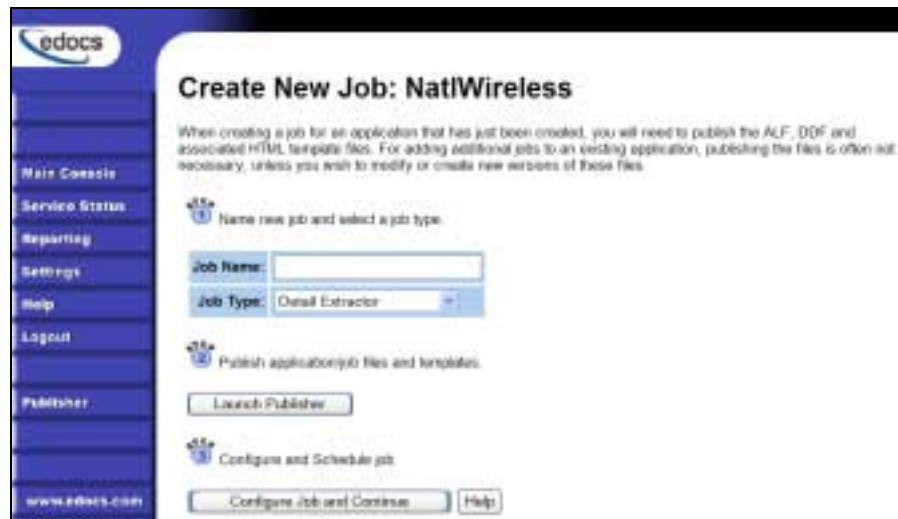 edocs
Create New Job: NatlWireless
When creating a job for an application that has just been created, you will need to publish the ALF, DDF and
associated HTML template files. For adding additional jobs to an existing application, publishing the files is often not
necessary, unless you wish to modify or create new versions of these files.
Main Console
Service Status
Reporting
Settings
Help
Logout
Publisher
www.edocs.com
1 Name new job and select a job type.
Job Name:
Job Type: Detail Extractor
2 Publish application/job files and templates.
Launch Publisher
3 Configure and Schedule job
Configure Job and Continue Help